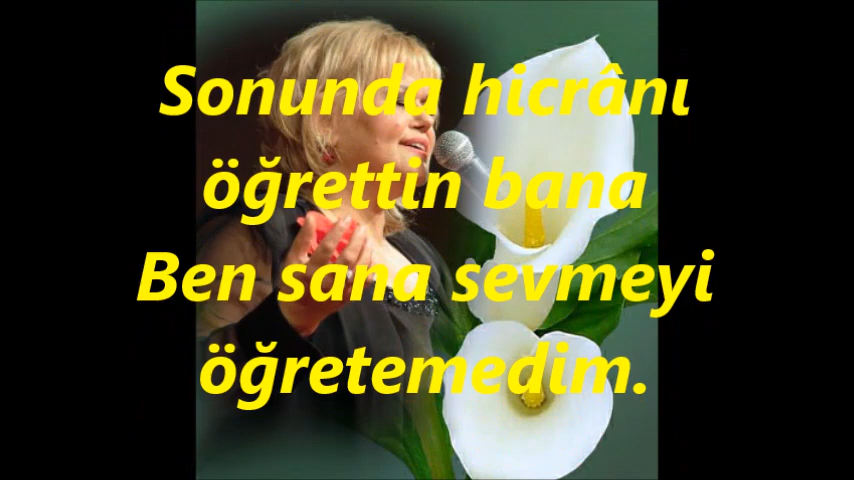 Sonunda hicrânı
öğrettin bana
Ben sana sevmeyi
öğretemedim.